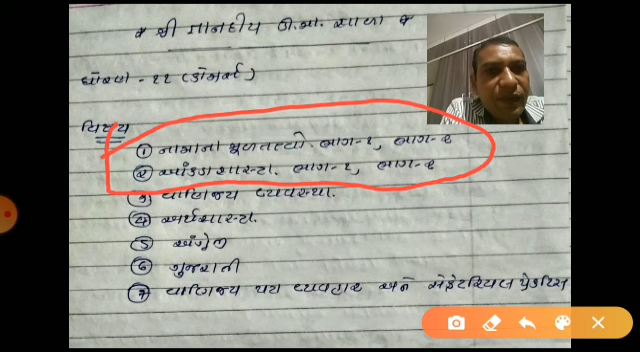 શ્રી નાનદીય ઉ.મા. શાળા
ધોરણ - ૧૧ (કોમર્સ)
વિષય
① નામાના મૂળતત્વો. ભાગ-૧, ભાગ-૨
② આંકડાશાસ્ત્ર. ભાગ-૧, ભાગ-૨
③ વાણિજ્ય વ્યવસ્થા.
④ અર્થશાસ્ત્ર.
⑤ અંગ્રેજી
⑥ ગુજરાતી
⑦ વાણિજ્ય પત્ર વ્યવહાર અને સેક્રેટરિયલ પ્રેક્ટિસ